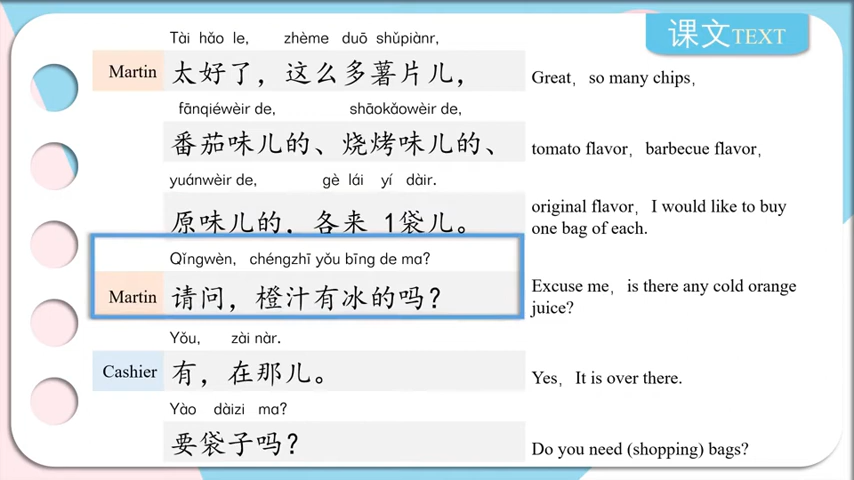 课文TEXT
Tài hǎo le, zhème duō shǔpiànr,
Martin 太好了，这么多薯片儿， Great, so many chips,
fānqiéwèir de, shāokǎowèir de,
番茄味儿的、烧烤味儿的、 tomato flavor, barbecue flavor,
yuánwèir de, gè lái yí dàir.
原味儿的，各来 1袋儿。 original flavor, I would like to buy
one bag of each.
Qǐngwèn, chéngzhī yǒu bīng de ma?
Martin 请问，橙汁有冰的吗？ Excuse me, is there any cold orange
juice?
Yǒu, zài nàr.
Cashier 有，在那儿。 Yes, It is over there.
Yào dàizi ma?
要袋子吗？ Do you need (shopping) bags?